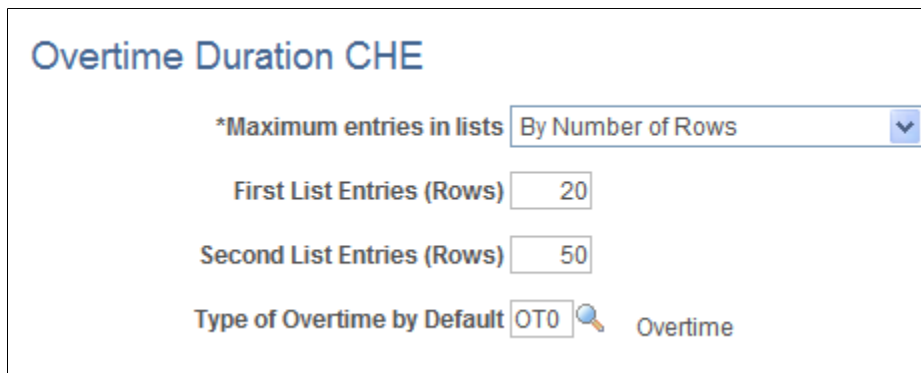 Overtime Duration CHE
*Maximum entries in lists By Number of Rows
First List Entries (Rows) 20
Second List Entries (Rows) 50
Type of Overtime by Default OT0 Overtime